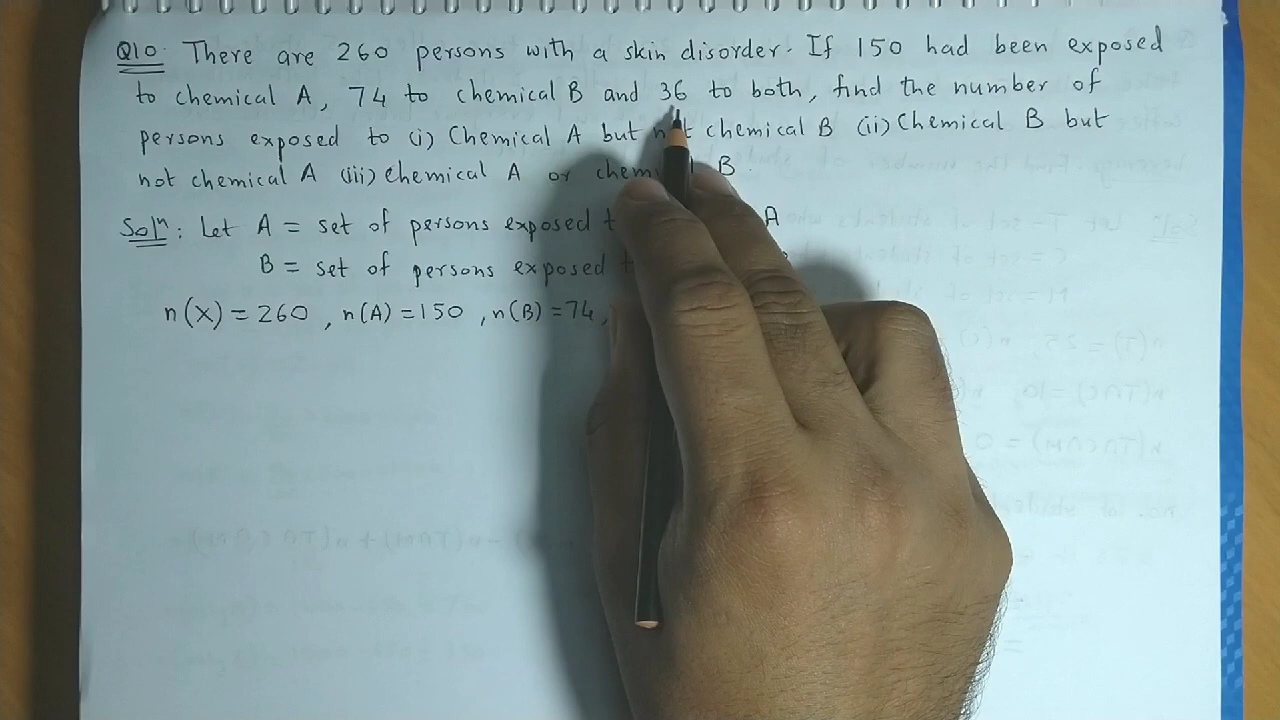 Q10. There are 260 persons with a skin disorder. If 150 had been exposed
to chemical A, 74 to chemical B and 36 to both, find the number of
persons exposed to (i) Chemical A but chemical B (ii) Chemical B but
not chemical A (iii) Chemical A or B.
Solⁿ: Let A = set of persons exposed A
B = set of persons exposed
n(X) = 260, n(A) = 150, n(B) = 74,